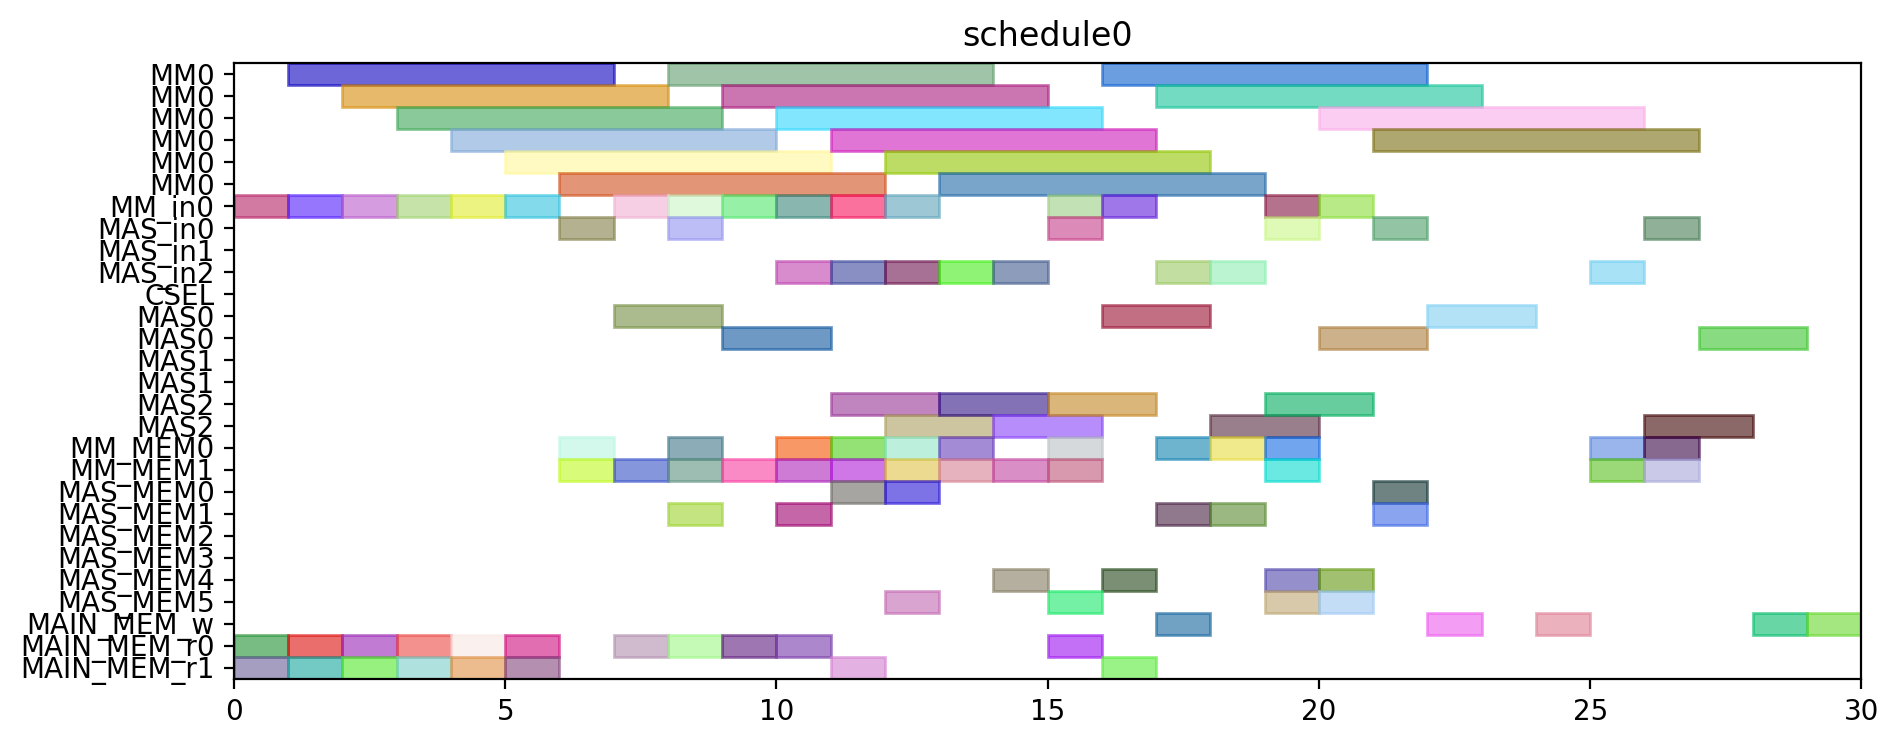 schedule0
MM0
MM0
MM0
MM0
MM0
MM0
MM_in0
MAS_in0
MAS_in1
MAS_in2
CSEL
MAS0
MAS0
MAS1
MAS1
MAS2
MAS2
MM_MEM0
MM_MEM1
MAS_MEM0
MAS_MEM1
MAS_MEM2
MAS_MEM3
MAS_MEM4
MAS_MEM5
MAIN_MEM_w
MAIN_MEM_r0
MAIN_MEM_r1
0 5 10 15 20 25 30